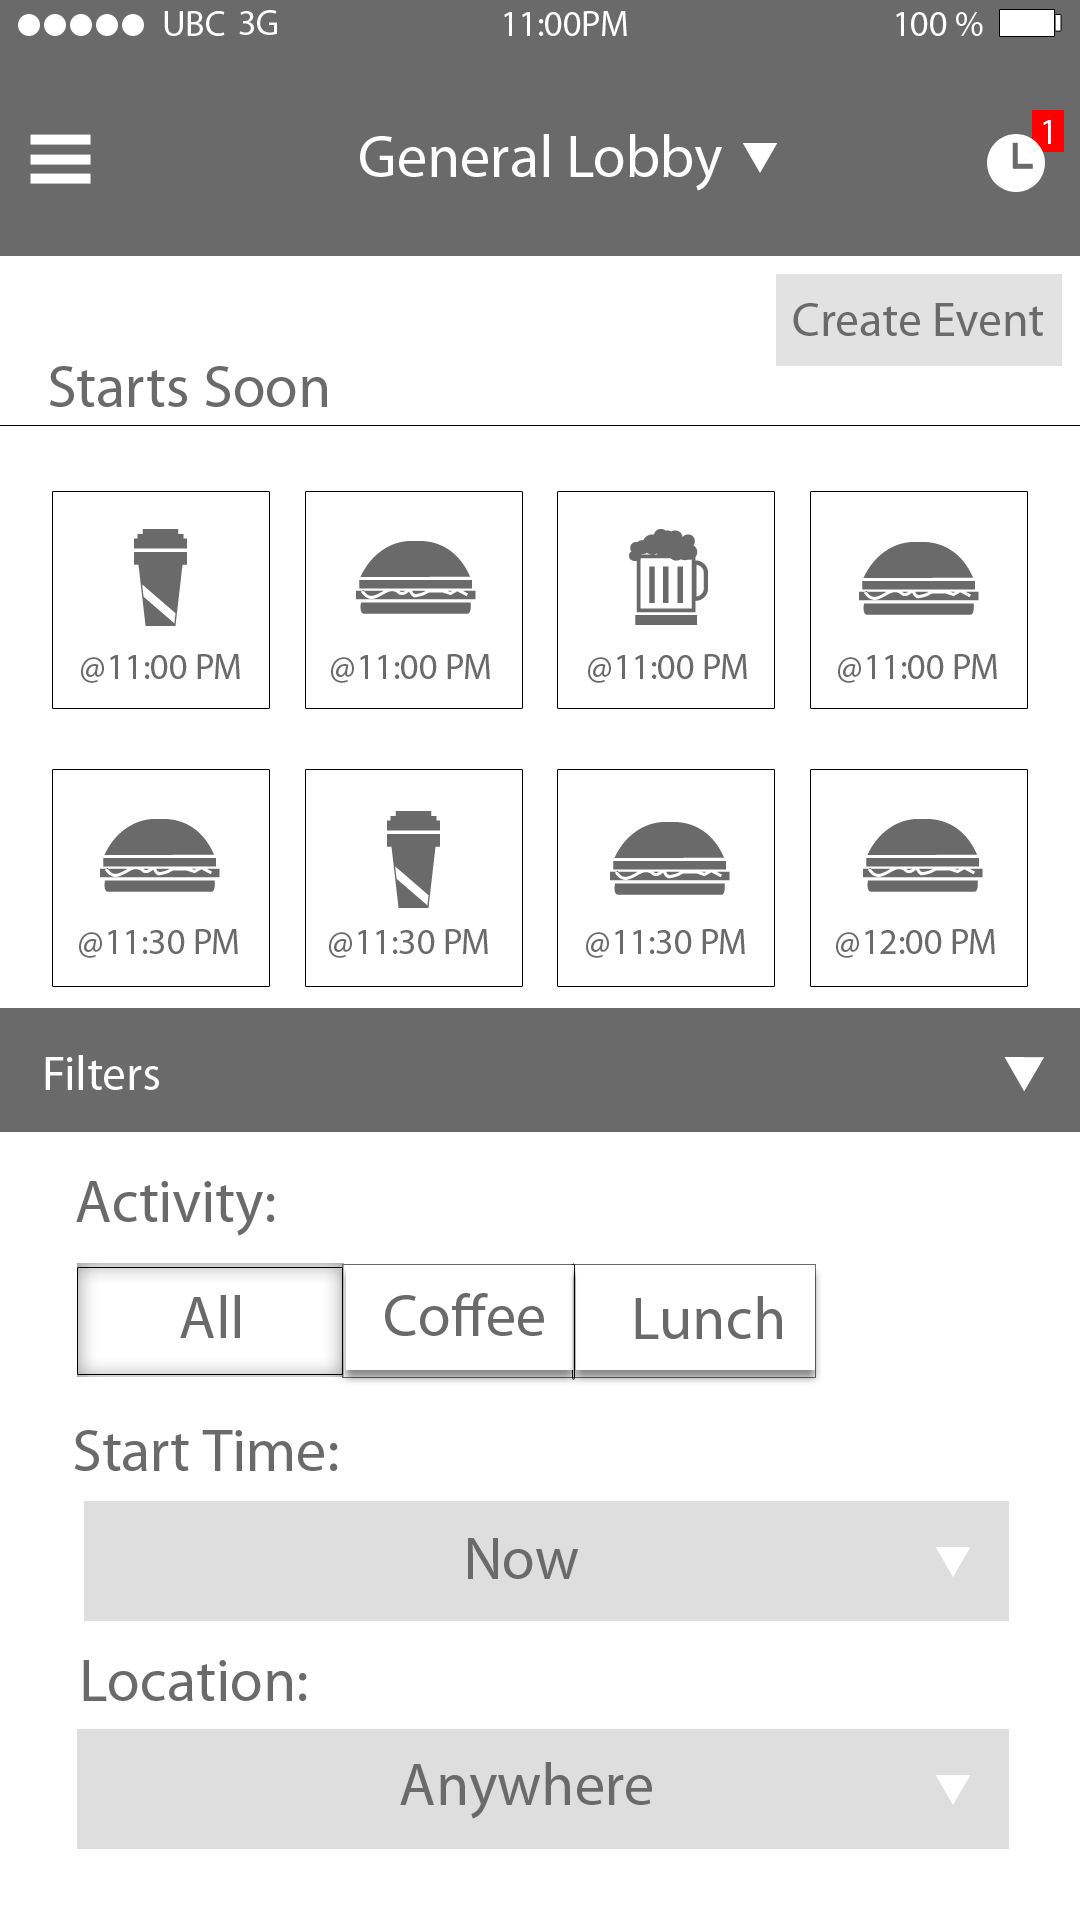 UBC 3G 11:00PM 100 %
General Lobby 1
Create Event
Starts Soon
@11:00 PM @11:00 PM @11:00 PM @11:00 PM
@11:30 PM @11:30 PM @11:30 PM @12:00 PM
Filters
Activity:
All Coffee Lunch
Start Time:
Now
Location:
Anywhere